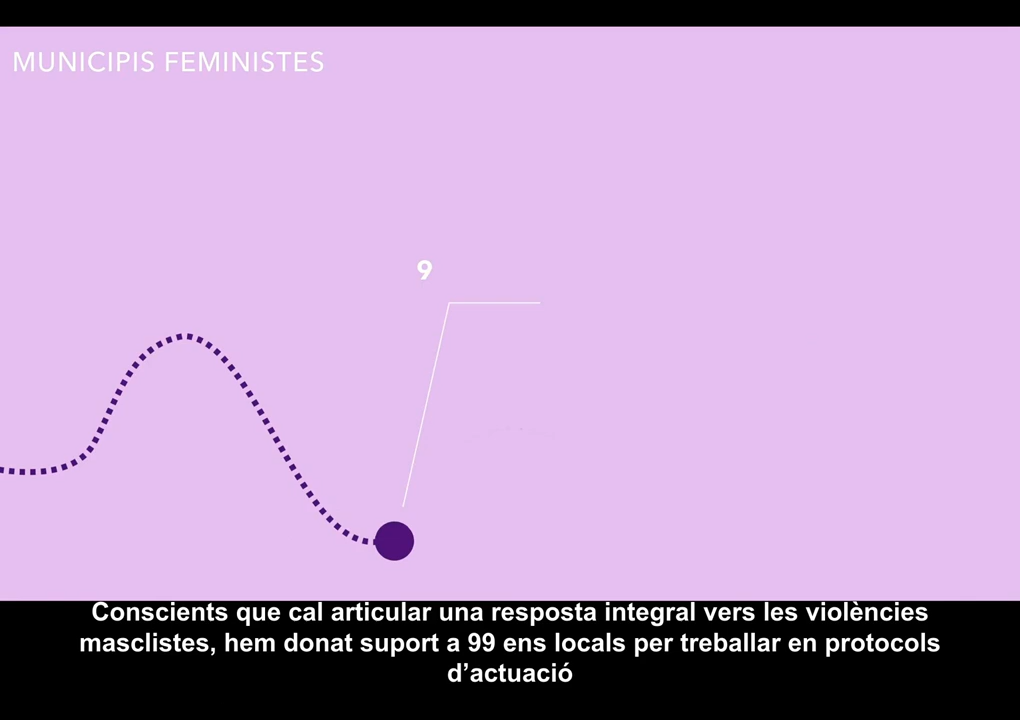 MUNICIPIS FEMINISTES
9
Conscients que cal articular una resposta integral vers les violències
masclistes, hem donat suport a 99 ens locals per treballar en protocols
d’actuació